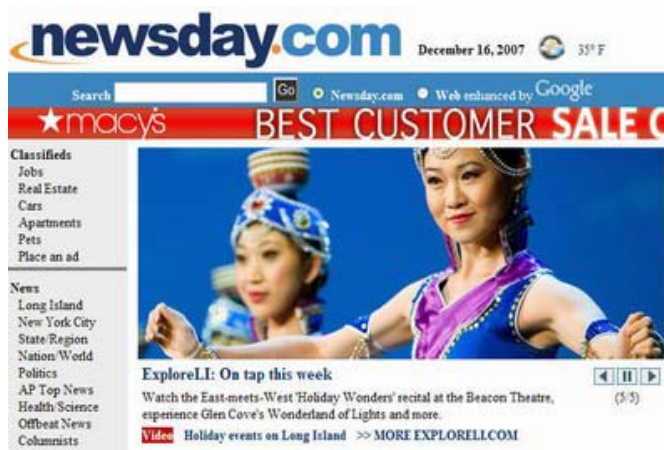 newsday.com
December 16, 2007 35° F
Search Go Newsday.com Web enhanced by Google
macy's BEST CUSTOMER SALE
Classifieds
Jobs
Real Estate
Cars
Apartments
Pets
Place an ad
News
Long Island
New York City
State/Region
Nation/World
Politics
AP Top News
Health/Science
Offbeat News
Columnists
ExploreLI: On tap this week
Watch the East-meets-West 'Holiday Wonders' recital at the Beacon Theatre,
(5/5)
experience Glen Cove's Wonderland of Lights and more.
Video Holiday events on Long Island >> MORE EXPLORELI.COM